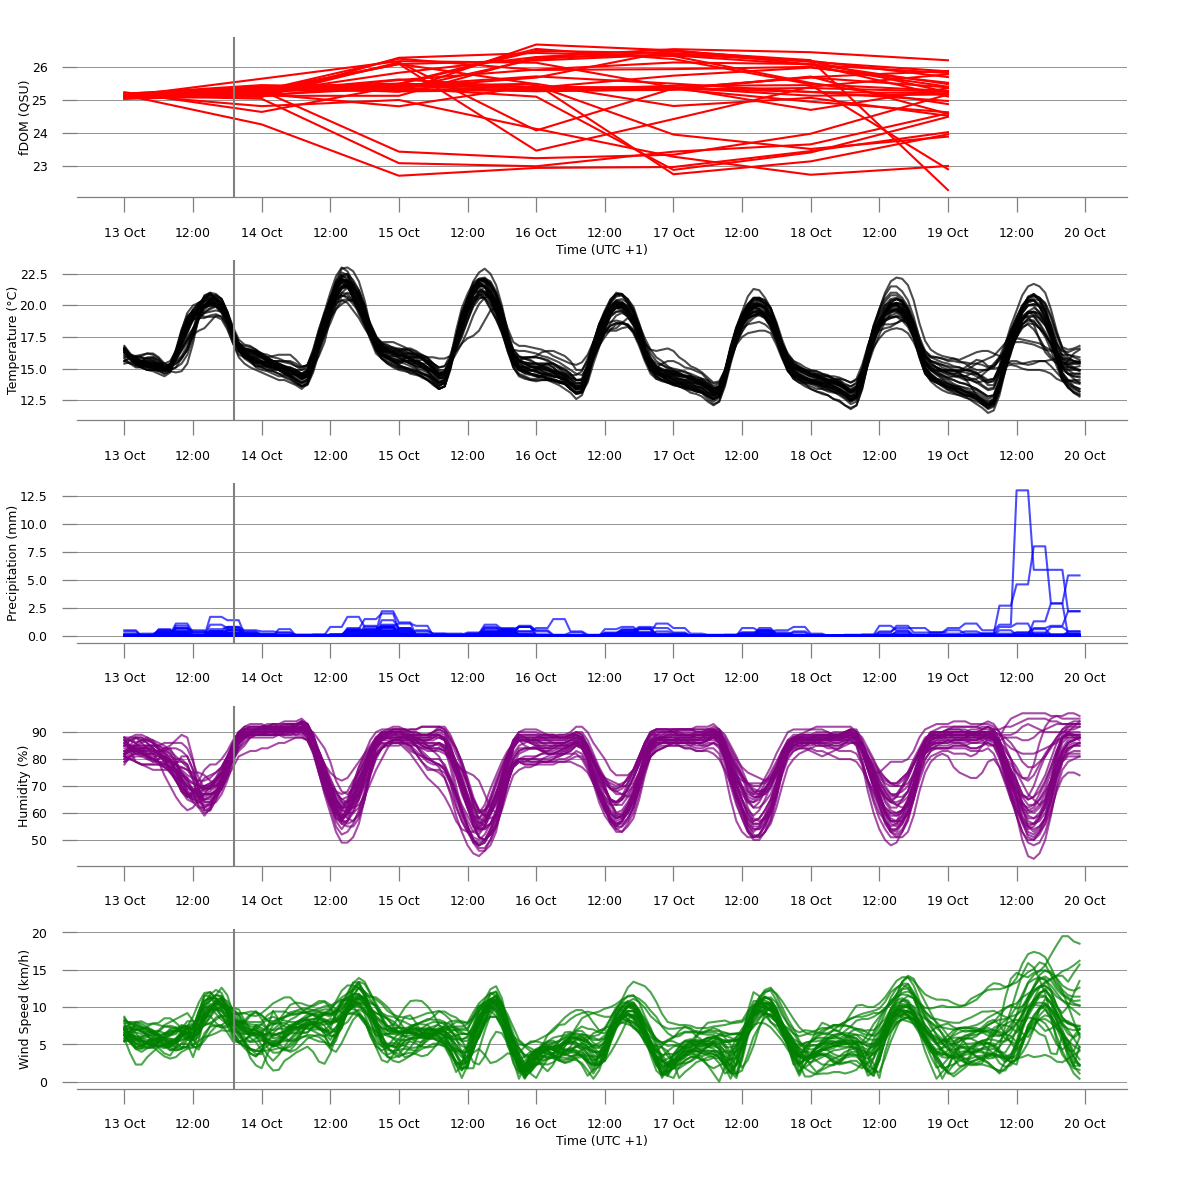 fDOM (QSU)
26
25
24
23
13 Oct 12:00 14 Oct 12:00 15 Oct 12:00 16 Oct 12:00 17 Oct 12:00 18 Oct 12:00 19 Oct 12:00 20 Oct
Time (UTC +1)
Temperature (°C)
22.5
20.0
17.5
15.0
12.5
13 Oct 12:00 14 Oct 12:00 15 Oct 12:00 16 Oct 12:00 17 Oct 12:00 18 Oct 12:00 19 Oct 12:00 20 Oct
Precipitation (mm)
12.5
10.0
7.5
5.0
2.5
0.0
13 Oct 12:00 14 Oct 12:00 15 Oct 12:00 16 Oct 12:00 17 Oct 12:00 18 Oct 12:00 19 Oct 12:00 20 Oct
Humidity (%)
90
80
70
60
50
13 Oct 12:00 14 Oct 12:00 15 Oct 12:00 16 Oct 12:00 17 Oct 12:00 18 Oct 12:00 19 Oct 12:00 20 Oct
Wind Speed (km/h)
20
15
10
5
0
13 Oct 12:00 14 Oct 12:00 15 Oct 12:00 16 Oct 12:00 17 Oct 12:00 18 Oct 12:00 19 Oct 12:00 20 Oct
Time (UTC +1)